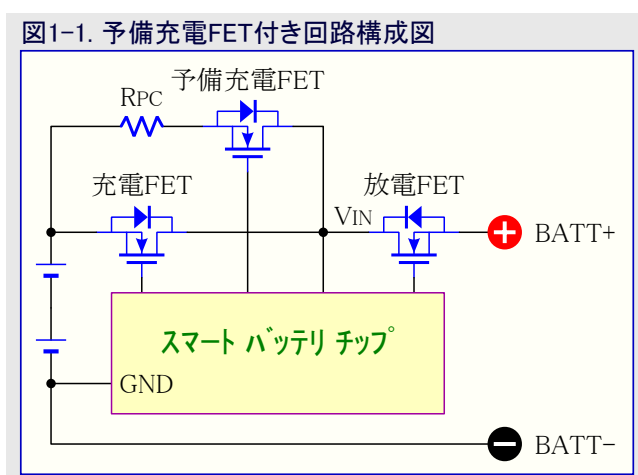 図1-1. 予備充電FET付き回路構成図
予備充電FET
RPC
充電FET
放電FET
VIN
BATT+
スマート バッテリ チップ
GND
BATT-